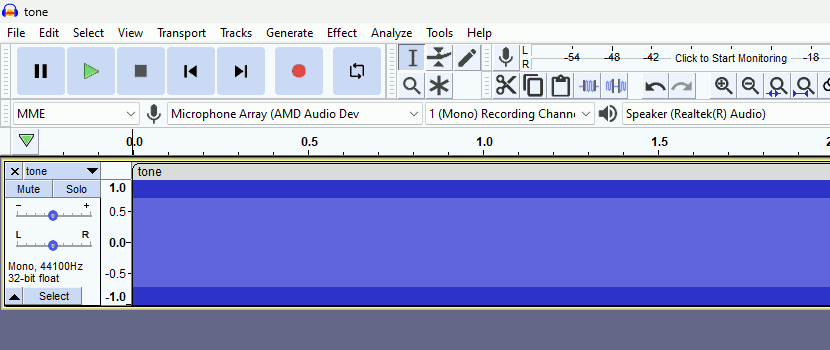 tone
File Edit Select View Transport Tracks Generate Effect Analyze Tools Help
L
R
-54 -48 -42 Click to Start Monitoring -18
MME Microphone Array (AMD Audio Dev 1 (Mono) Recording Chann Speaker (Realtek(R) Audio)
0.0 0.5 1.0 1.5
tone tone
Mute Solo
1.0
0.5
0.0
-0.5
-1.0
- +
L R
Mono, 44100Hz
32-bit float
Select